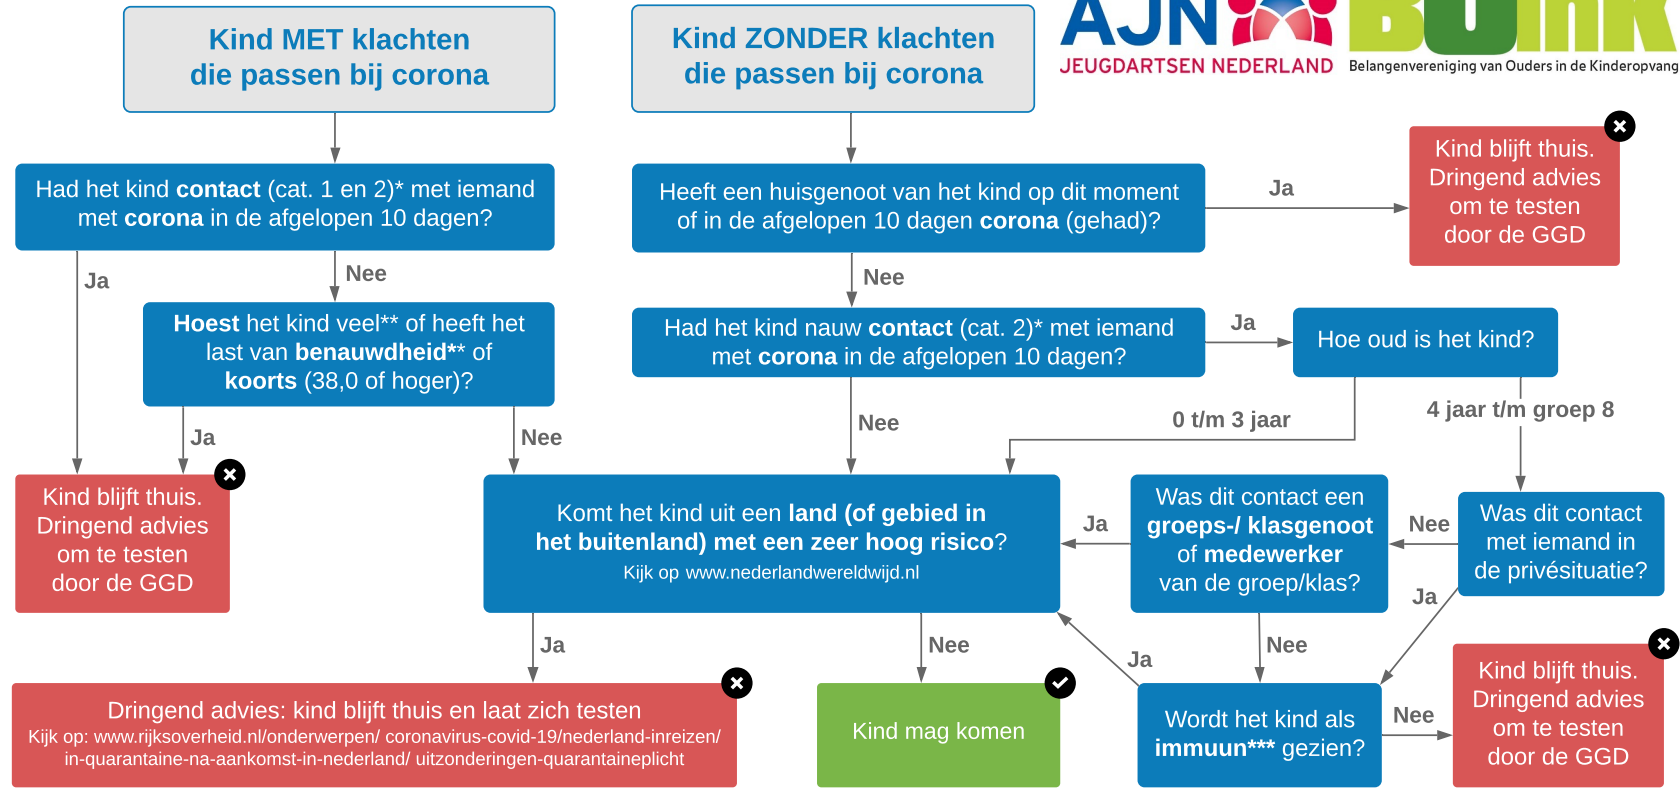 Kind MET klachten
die passen bij corona
Kind ZONDER klachten
die passen bij corona
AJN
JEUGDARTSEN NEDERLAND
BOinK
Belangenvereniging van Ouders in de Kinderopvang
Had het kind contact (cat. 1 en 2)* met iemand
met corona in de afgelopen 10 dagen?
Heeft een huisgenoot van het kind op dit moment
of in de afgelopen 10 dagen corona (gehad)?
Ja
Kind blijft thuis.
Dringend advies
om te testen
door de GGD
Ja
Nee
Nee
Hoest het kind veel** of heeft het
last van benauwdheid** of
koorts (38,0 of hoger)?
Had het kind nauw contact (cat. 2)* met iemand
met corona in de afgelopen 10 dagen?
Ja
Hoe oud is het kind?
Ja
Nee
Nee
0 t/m 3 jaar
4 jaar t/m groep 8
Kind blijft thuis.
Dringend advies
om te testen
door de GGD
Komt het kind uit een land (of gebied in
het buitenland) met een zeer hoog risico?
Kijk op www.nederlandwereldwijd.nl
Ja
Was dit contact een
groeps-/ klasgenoot
of medewerker
van de groep/klas?
Nee
Was dit contact
met iemand in
de privésituatie?
Ja
Ja
Nee
Ja
Nee
Dringend advies: kind blijft thuis en laat zich testen
Kijk op: www.rijksoverheid.nl/onderwerpen/ coronavirus-covid-19/nederland-inreizen/
in-quarantaine-na-aankomst-in-nederland/ uitzonderingen-quarantaineplicht
Kind mag komen
Wordt het kind als
immuun*** gezien?
Nee
Kind blijft thuis.
Dringend advies
om te testen
door de GGD